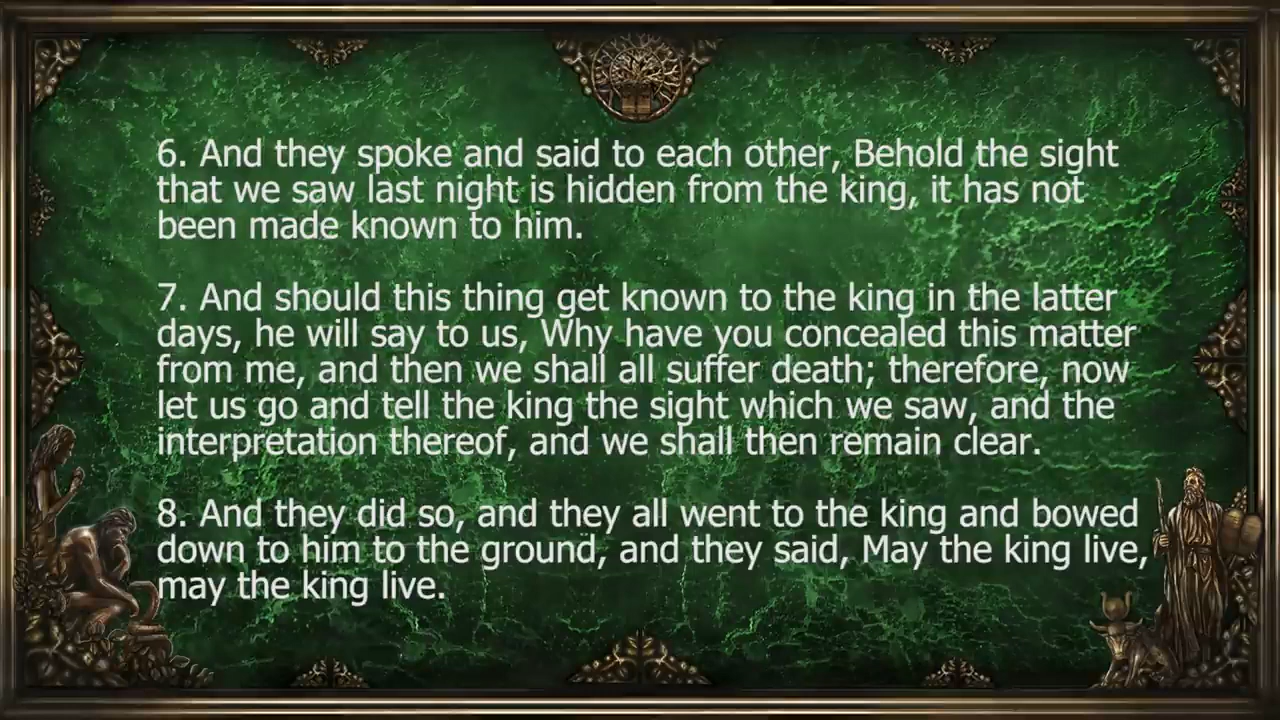 6. And they spoke and said to each other, Behold the sight
that we saw last night is hidden from the king, it has not
been made known to him.
7. And should this thing get known to the king in the latter
days, he will say to us, Why have you concealed this matter
from me, and then we shall all suffer death; therefore, now
let us go and tell the king the sight which we saw, and the
interpretation thereof, and we shall then remain clear.
8. And they did so, and they all went to the king and bowed
down to him to the ground, and they said, May the king live,
may the king live.